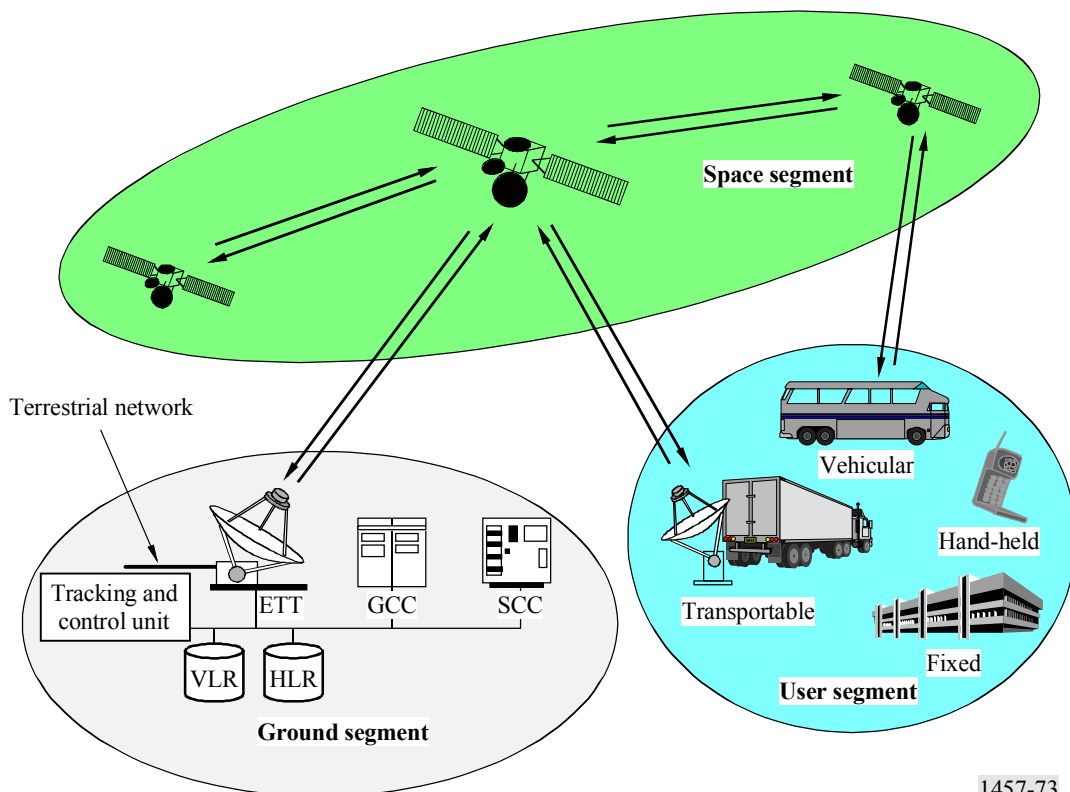 Space segment
Terrestrial network
Vehicular
Hand-held
Tracking and
control unit
ETT
GCC
SCC
Transportable
VLR
HLR
Fixed
User segment
Ground segment
1457-73